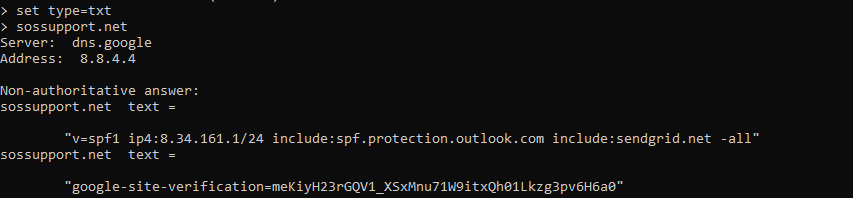 > set type=txt
> sossupport.net
Server:  dns.google
Address:  8.8.4.4
Non-authoritative answer:
sossupport.net  text =
"v=spf1 ip4:8.34.161.1/24 include:spf.protection.outlook.com include:sendgrid.net -all"
sossupport.net  text =
"google-site-verification=meKiyH23rGQV1_XSxMnu71W9itxQh01Lkzg3pv6H6a0"